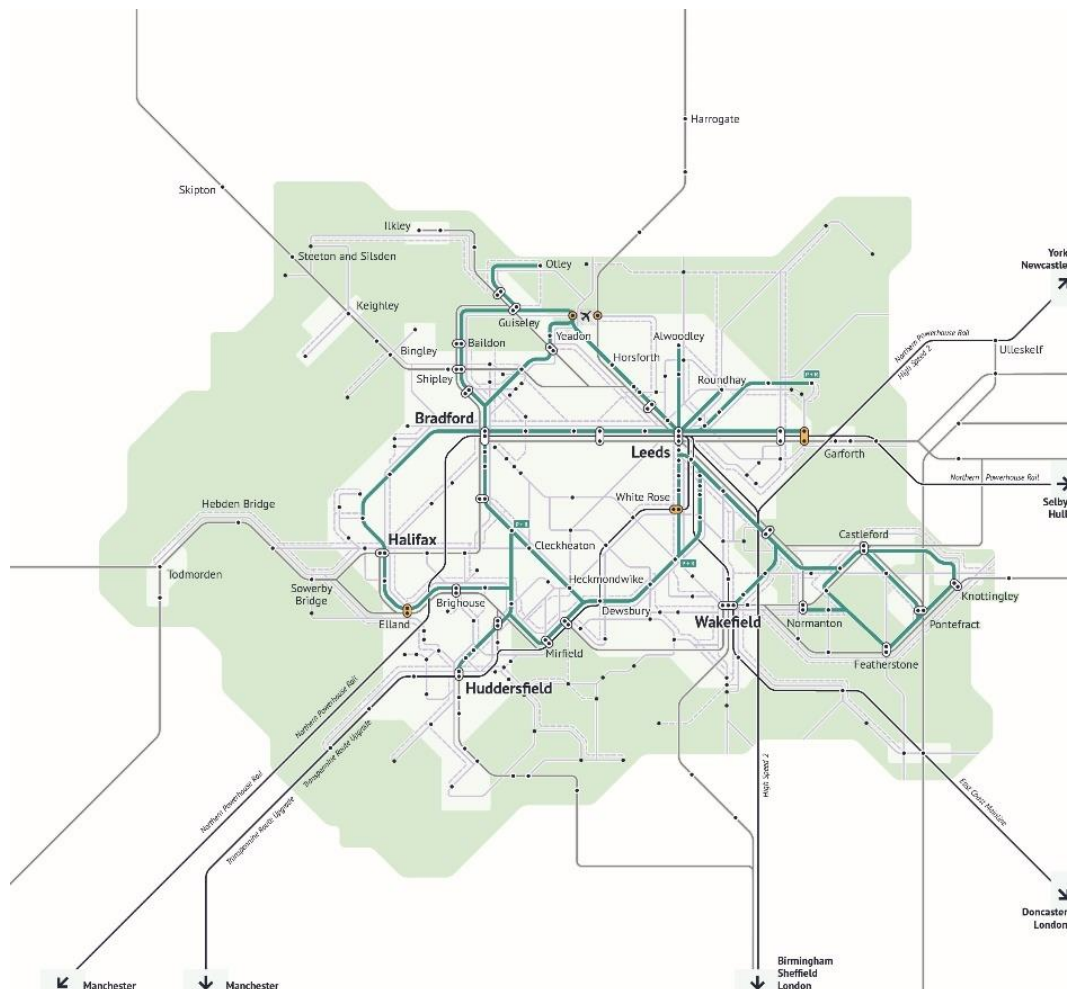 Harrogate
Skipton
Ilkley
York
Newcastle
Steeton and Silsden
Otley
Keighley
Guiseley
Yeadon
Northern Powerhouse Rail
High Speed 2
Baildon
Alwoodley
Ulleskelf
Bingley
Horsforth
Shipley
Roundhay
Bradford
Leeds
Garforth
Northern Powerhouse Rail
White Rose
Selby
Hull
Hebden Bridge
Castleford
Halifax
Cleckheaton
Todmorden
Heckmondwike
Sowerby
Bridge
Brighouse
Dewsbury
Knottingley
Elland
Wakefield
Normanton
Pontefract
Mirfield
Featherstone
Huddersfield
Northern Powerhouse Rail
Transpennine Route Upgrade
High Speed 2
East Coast Mainline
Northern Powerhouse Rail
Transpennine Route Upgrade
Doncaster
London
Birmingham
Sheffield
London
Manchester
Manchester